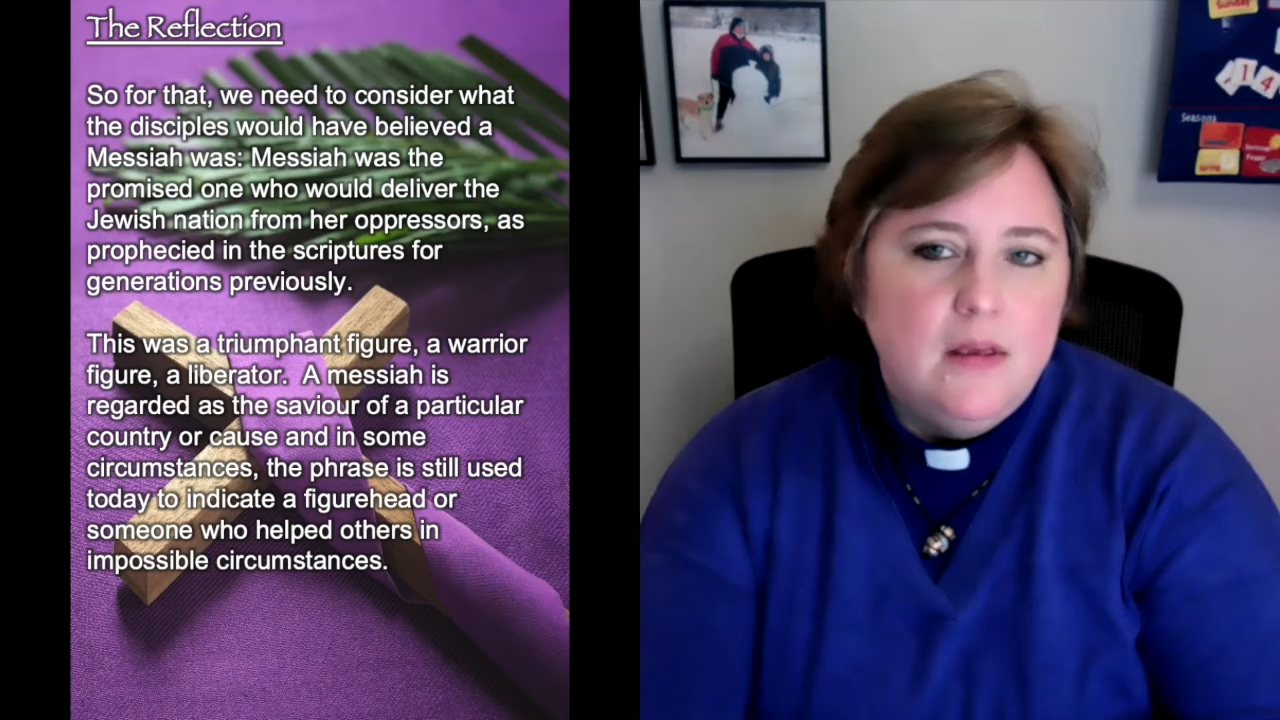 The Reflection
So for that, we need to consider what
the disciples would have believed a
Messiah was: Messiah was the
promised one who would deliver the
Jewish nation from her oppressors, as
prophecied in the scriptures for
generations previously.
This was a triumphant figure, a warrior
figure, a liberator.  A messiah is
regarded as the saviour of a particular
country or cause and in some
circumstances, the phrase is still used
today to indicate a figurehead or
someone who helped others in
impossible circumstances.
Sunday
14
Seasons
Spring